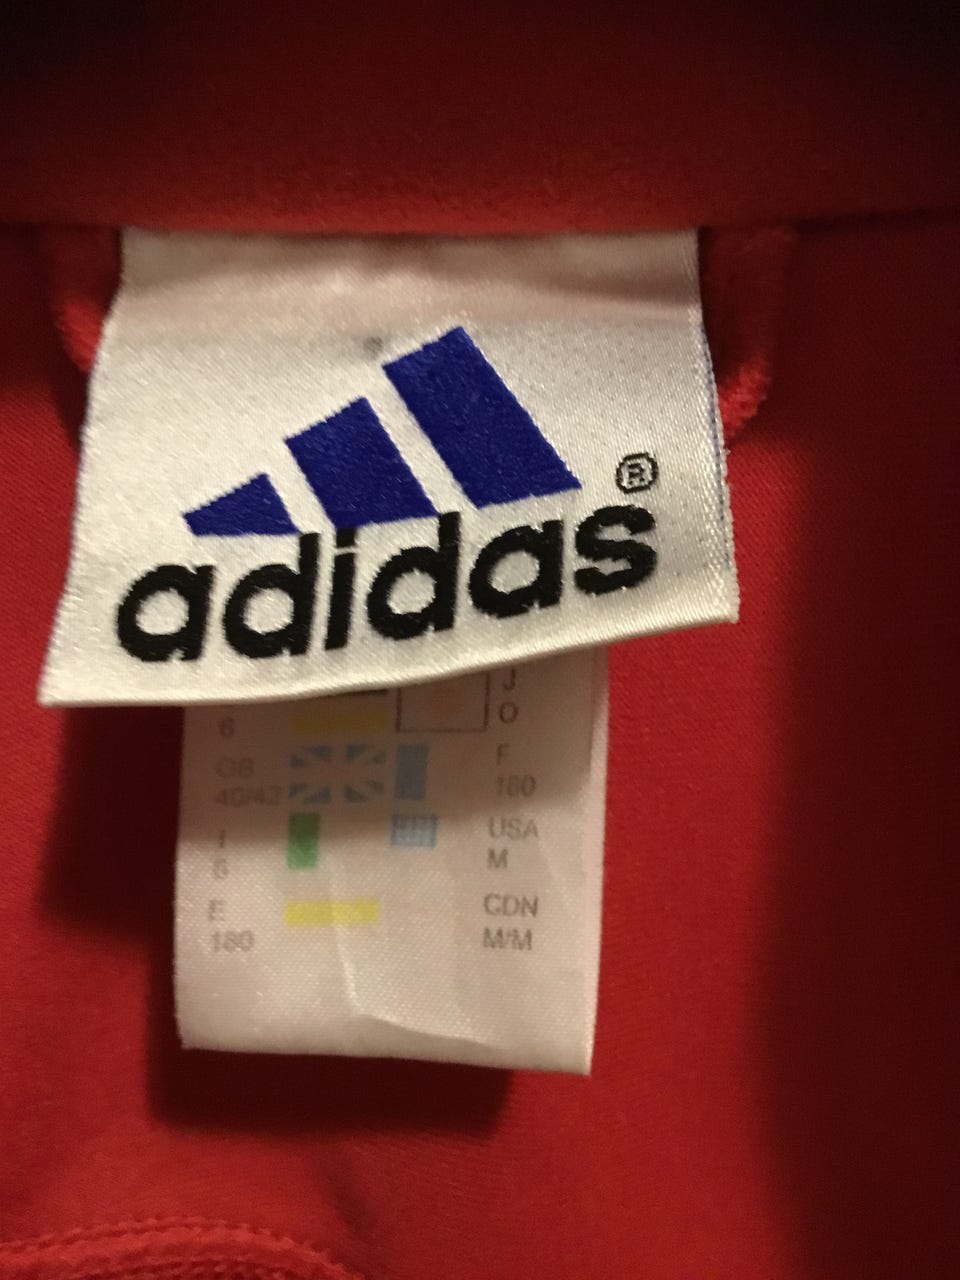 adidas®
6
J
O
GB
40/42
F
180
I
6
USA
M
E
180
CDN
M/M